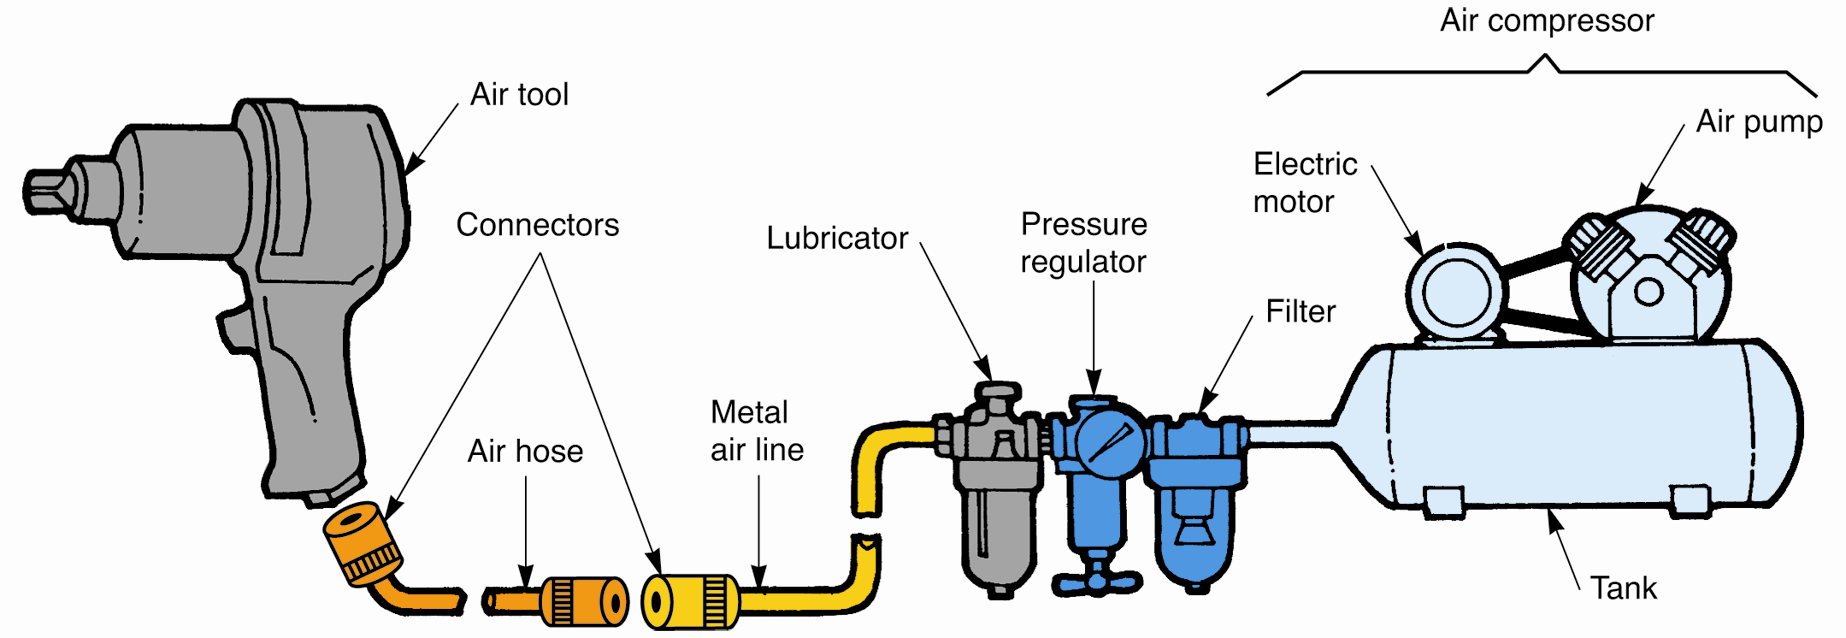 Air compressor
Air tool
Air pump
Electric
motor
Connectors
Lubricator
Pressure
regulator
Filter
Metal
air line
Air hose
Tank